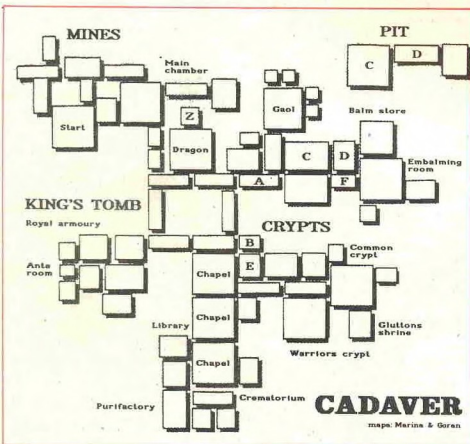 MINES
PIT
Main
chamber
C
D
Z
Gaol
Balm store
Start
Dragon
C
D
Embalming
room
A
F
KING'S TOMB
Royal armoury
CRYPTS
B
Common
crypt
Chapel
E
Ante
room
Chapel
Gluttons
shrine
Library
Warriors crypt
Chapel
Crematorium
Purifactory
CADAVER
maps: Marina & Goran